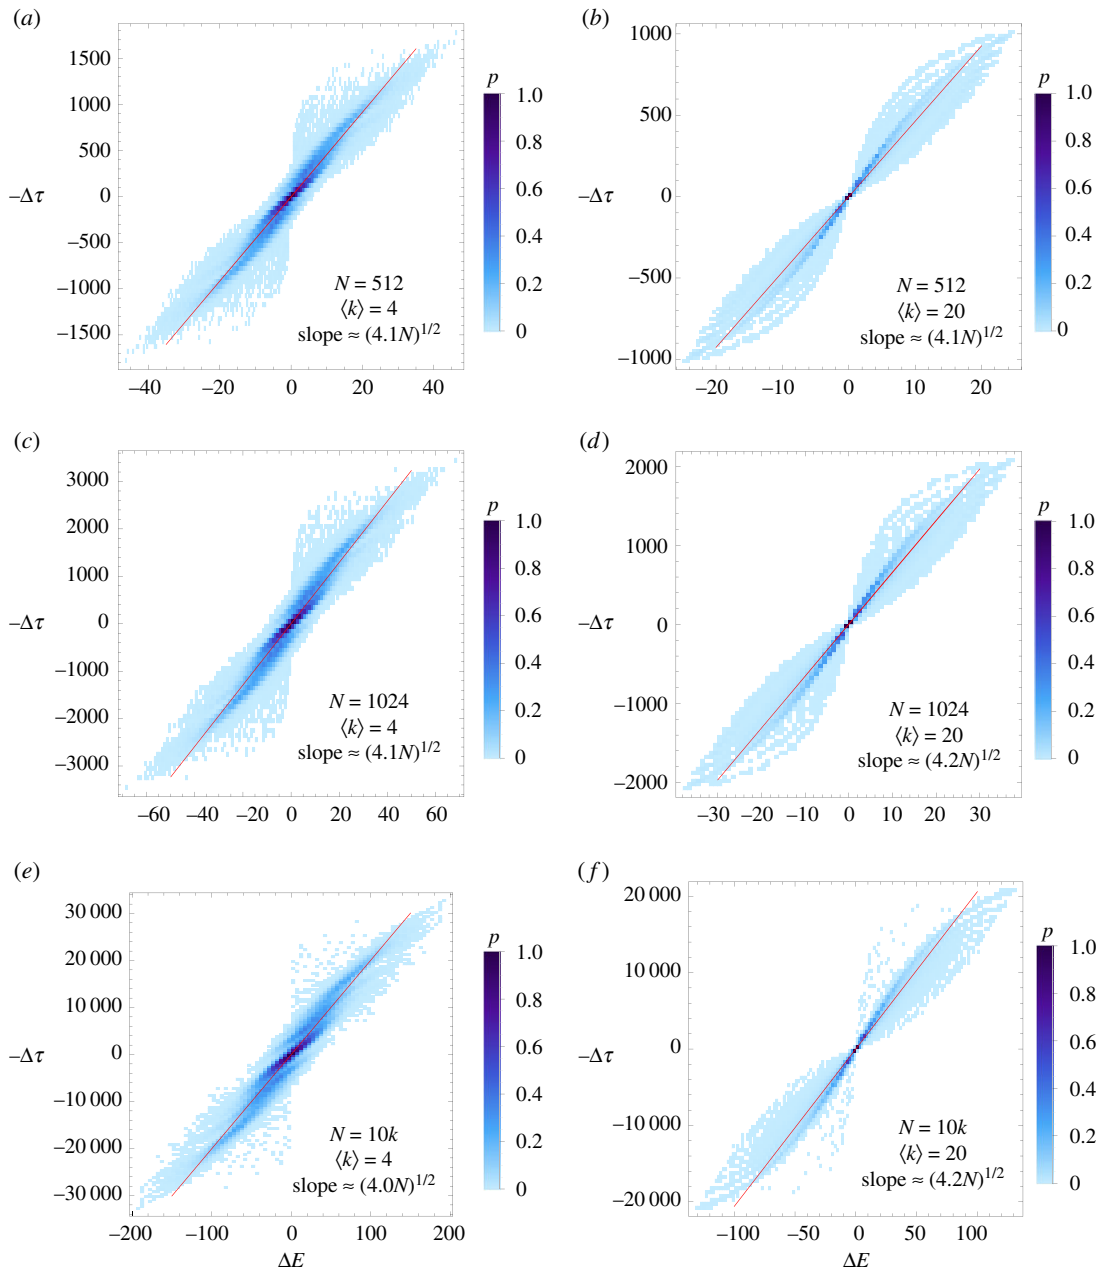 (a)
1500
1000
500
0
−500
−1000
−1500
−Δτ
−40 −20 0 20 40
N = 512
⟨k⟩ = 4
slope ≈ (4.1N)^1/2
p
1.0
0.8
0.6
0.4
0.2
0
(b)
1000
500
0
−500
−1000
−Δτ
−20 −10 0 10 20
N = 512
⟨k⟩ = 20
slope ≈ (4.1N)^1/2
p
1.0
0.8
0.6
0.4
0.2
0
(c)
3000
2000
1000
0
−1000
−2000
−3000
−Δτ
−60 −40 −20 0 20 40 60
N = 1024
⟨k⟩ = 4
slope ≈ (4.1N)^1/2
p
1.0
0.8
0.6
0.4
0.2
0
(d)
2000
1000
0
−1000
−2000
−Δτ
−30 −20 −10 0 10 20 30
N = 1024
⟨k⟩ = 20
slope ≈ (4.2N)^1/2
p
1.0
0.8
0.6
0.4
0.2
0
(e)
30 000
20 000
10 000
0
−10 000
−20 000
−30 000
−Δτ
−200 −100 0 100 200
ΔE
N = 10k
⟨k⟩ = 4
slope ≈ (4.0N)^1/2
p
1.0
0.8
0.6
0.4
0.2
0
(f)
20 000
10 000
0
−10 000
−20 000
−Δτ
−100 −50 0 50 100
ΔE
N = 10k
⟨k⟩ = 20
slope ≈ (4.2N)^1/2
p
1.0
0.8
0.6
0.4
0.2
0